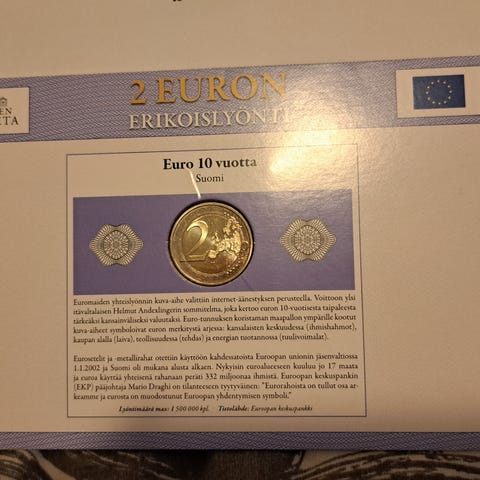 2 EURON
ERIKOISLYÖNTI
Euro 10 vuotta
Suomi
2
Euromaiden yhteislyönnin kuva-aihe valittiin internet-äänestyksen perusteella. Voittoon ylsi
itävaltalaisen Helmut Andexlingerin sommitelma, joka kertoo euron 10-vuotisesta taipaleesta
tärkeäksi kansainväliseksi valuutaksi. Euro-tunnuksen koristaman maapallon ympärille kootut
kuva-aiheet symboloivat euron merkitystä arjessa: kansalaisten keskuudessa (ihmishahmot),
kaupan alalla (laiva), teollisuudessa (tehdas) ja energian tuotannossa (tuulivoimalat).
Eurosetelit ja -metallirahat otettiin käyttöön kahdessatoista Euroopan unionin jäsenvaltiossa
1.1.2002 ja Suomi oli mukana alusta alkaen. Nykyisin euroalueeseen kuuluu jo 17 maata
ja euroa käyttää yhteisenä rahanaan peräti 332 miljoonaa ihmistä. Euroopan keskuspankin
(EKP) pääjohtaja Mario Draghi on tilanteeseen tyytyväinen: "Eurorahoista on tullut osa ar-
keamme ja eurosta on muodostunut Euroopan yhdentymisen symboli."
Lyöntimäärä max: 1 500 000 kpl. Tietolähde: Euroopan keskuspankki